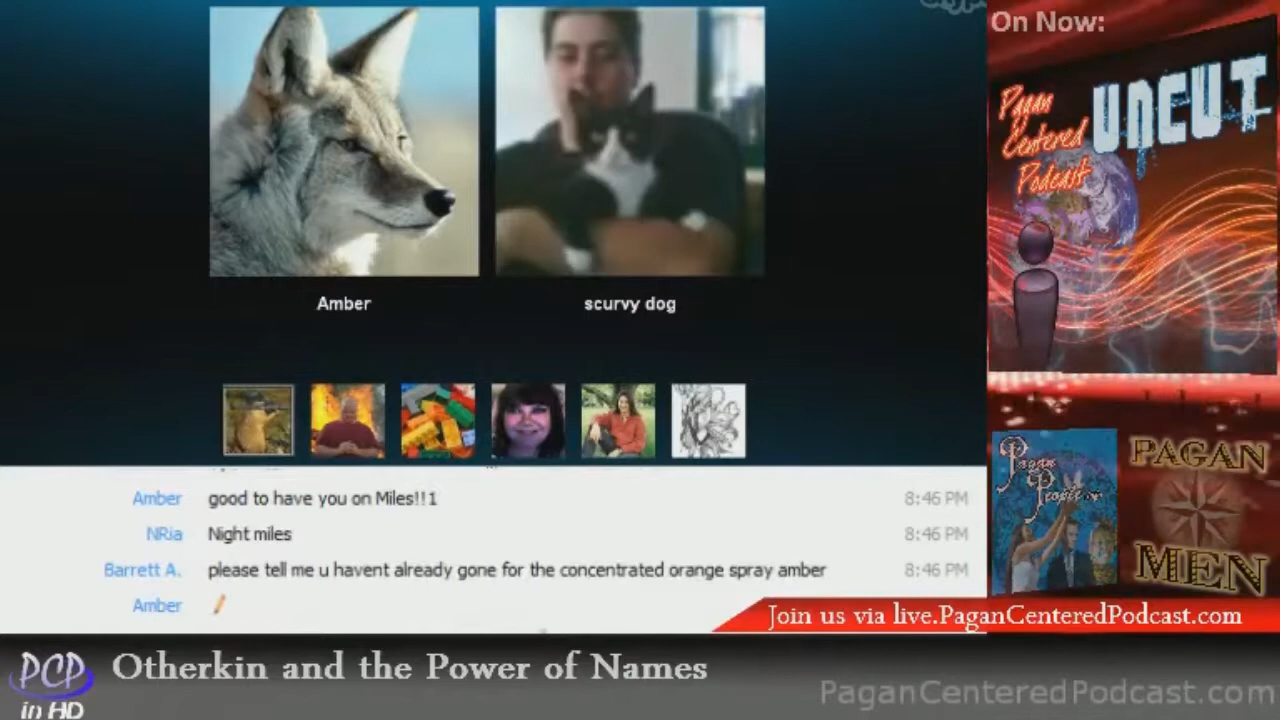 On Now:
Pagan
Centered
Podcast
UNCUT
Amber
scurvy dog
Amber good to have you on Miles!!1 8:46 PM
NRia Night miles 8:46 PM
Barrett A. please tell me u havent already gone for the concentrated orange spray amber 8:46 PM
Amber
Pagan
People
PAGAN
MEN
Join us via live.PaganCenteredPodcast.com
PCP
in HD
Otherkin and the Power of Names
PaganCenteredPodcast.com